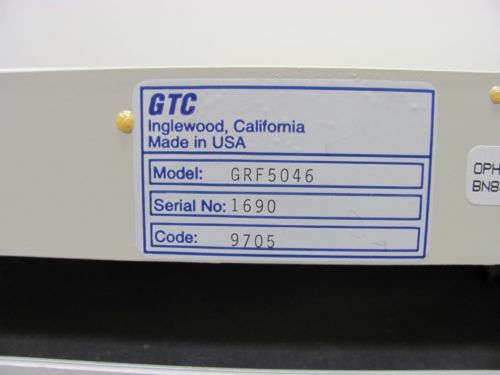 GTC
Inglewood, California
Made in USA
Model: GRF5046
Serial No: 1690
Code: 9705
OPH
BN8